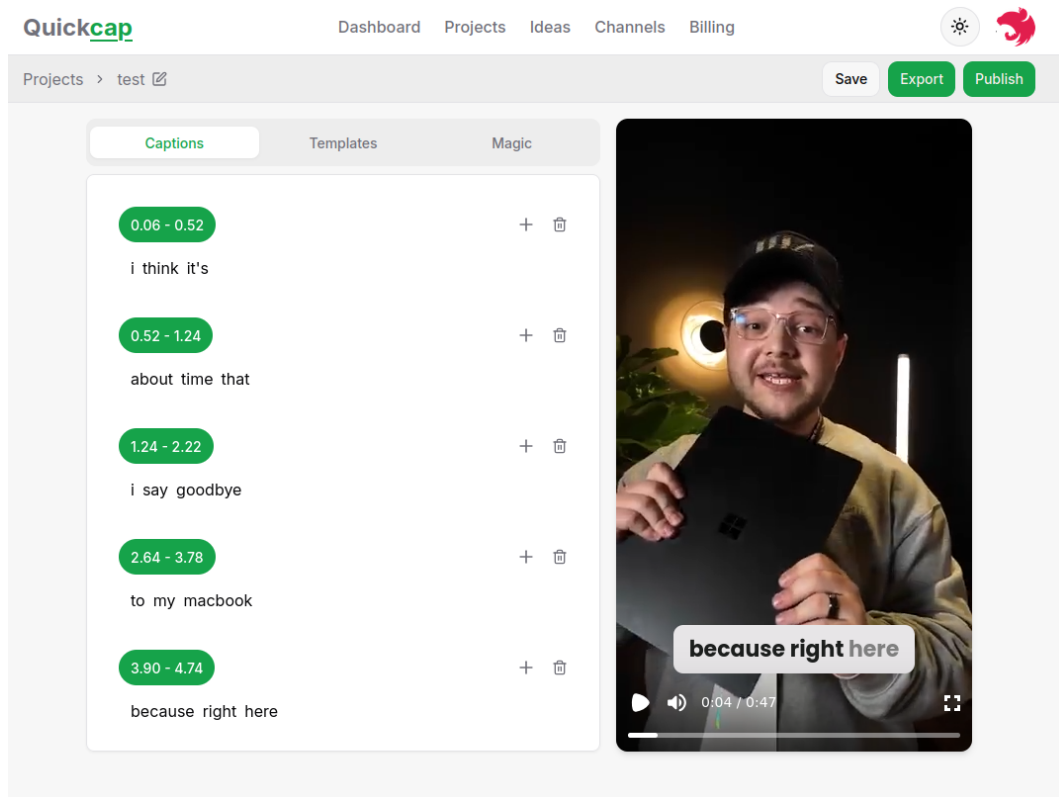 Quickcap
Dashboard Projects Ideas Channels Billing
Projects > test
Save Export Publish
Captions Templates Magic
0.06 - 0.52
i think it's
0.52 - 1.24
about time that
1.24 - 2.22
i say goodbye
2.64 - 3.78
to my macbook
3.90 - 4.74
because right here
because right here
0:04 / 0:47